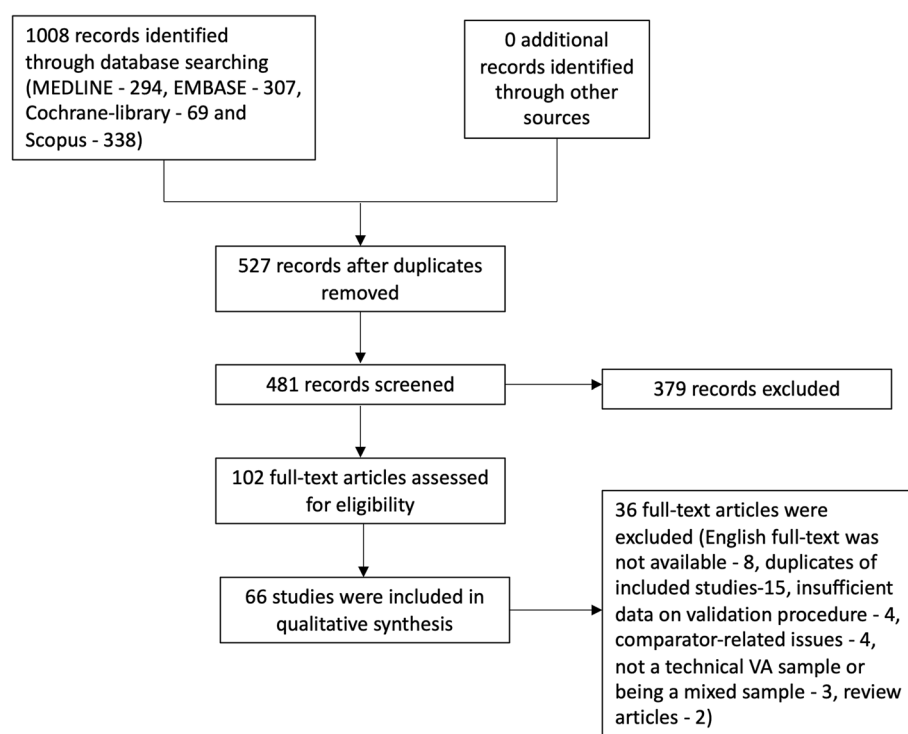 1008 records identified
through database searching
(MEDLINE - 294, EMBASE - 307,
Cochrane-library - 69 and
Scopus - 338)
0 additional
records identified
through other
sources
527 records after duplicates
removed
481 records screened
379 records excluded
102 full-text articles assessed
for eligibility
36 full-text articles were
excluded (English full-text was
not available - 8, duplicates of
included studies-15, insufficient
data on validation procedure - 4,
comparator-related issues - 4,
not a technical VA sample or
being a mixed sample - 3, review
articles - 2)
66 studies were included in
qualitative synthesis